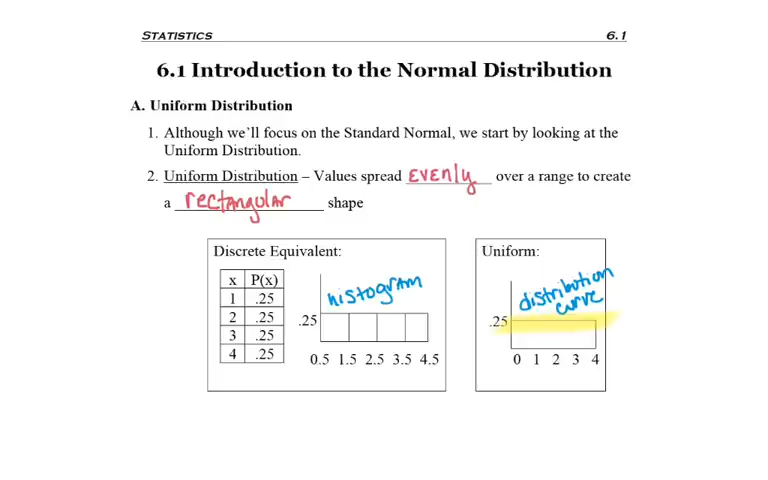 STATISTICS 6.1
6.1 Introduction to the Normal Distribution
A. Uniform Distribution
1. Although we'll focus on the Standard Normal, we start by looking at the
Uniform Distribution.
2. Uniform Distribution – Values spread EVENly over a range to create
a rectangular shape
Discrete Equivalent:
x P(x)
1 .25
2 .25
3 .25
4 .25
histogram
.25
0.5 1.5 2.5 3.5 4.5
Uniform:
distribution
curve
.25
0 1 2 3 4